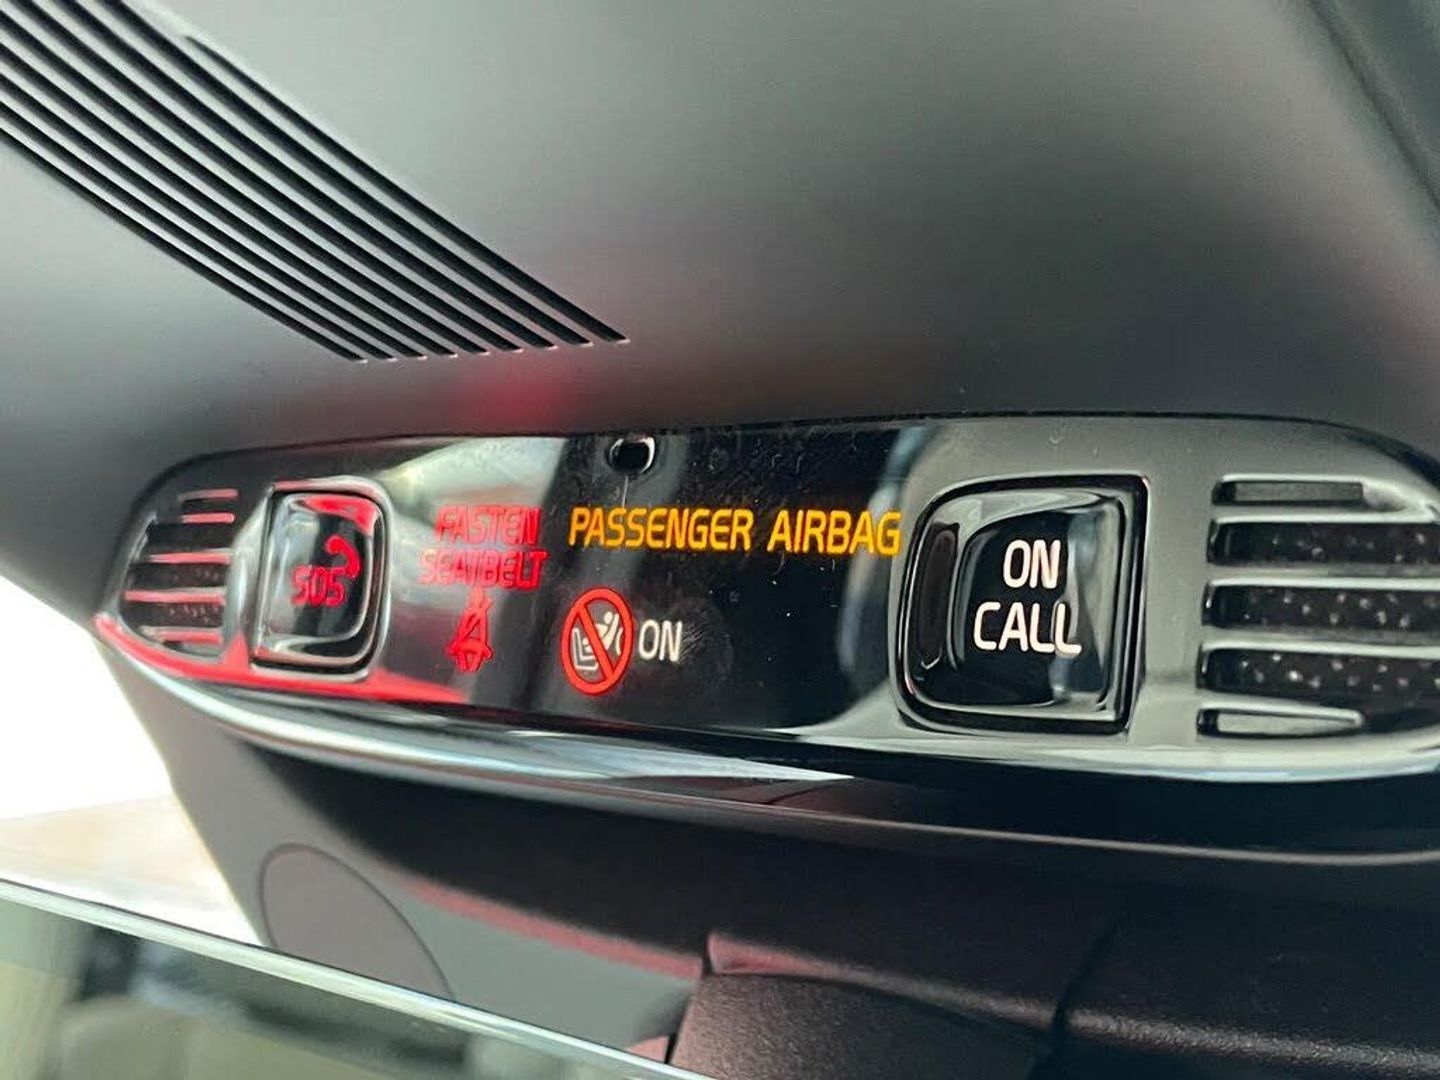 SOS
FASTEN
SEATBELT
PASSENGER AIRBAG
ON
ON
CALL